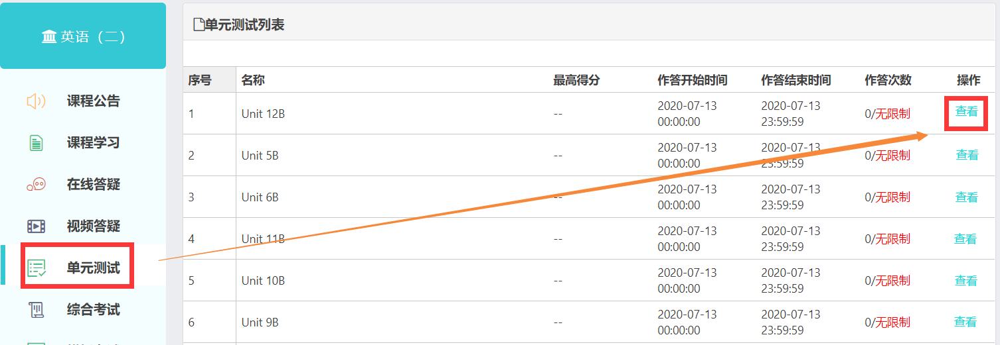 英语（二）
课程公告
课程学习
在线答疑
视频答疑
单元测试
综合考试
单元测试列表
序号 名称 最高得分 作答开始时间 作答结束时间 作答次数 操作
1 Unit 12B -- 2020-07-13 00:00:00 2020-07-13 23:59:59 0/无限制 查看
2 Unit 5B -- 2020-07-13 00:00:00 2020-07-13 23:59:59 0/无限制 查看
3 Unit 6B -- 2020-07-13 00:00:00 2020-07-13 23:59:59 0/无限制 查看
4 Unit 11B -- 2020-07-13 00:00:00 2020-07-13 23:59:59 0/无限制 查看
5 Unit 10B -- 2020-07-13 00:00:00 2020-07-13 23:59:59 0/无限制 查看
6 Unit 9B -- 2020-07-13 00:00:00 2020-07-13 23:59:59 0/无限制 查看